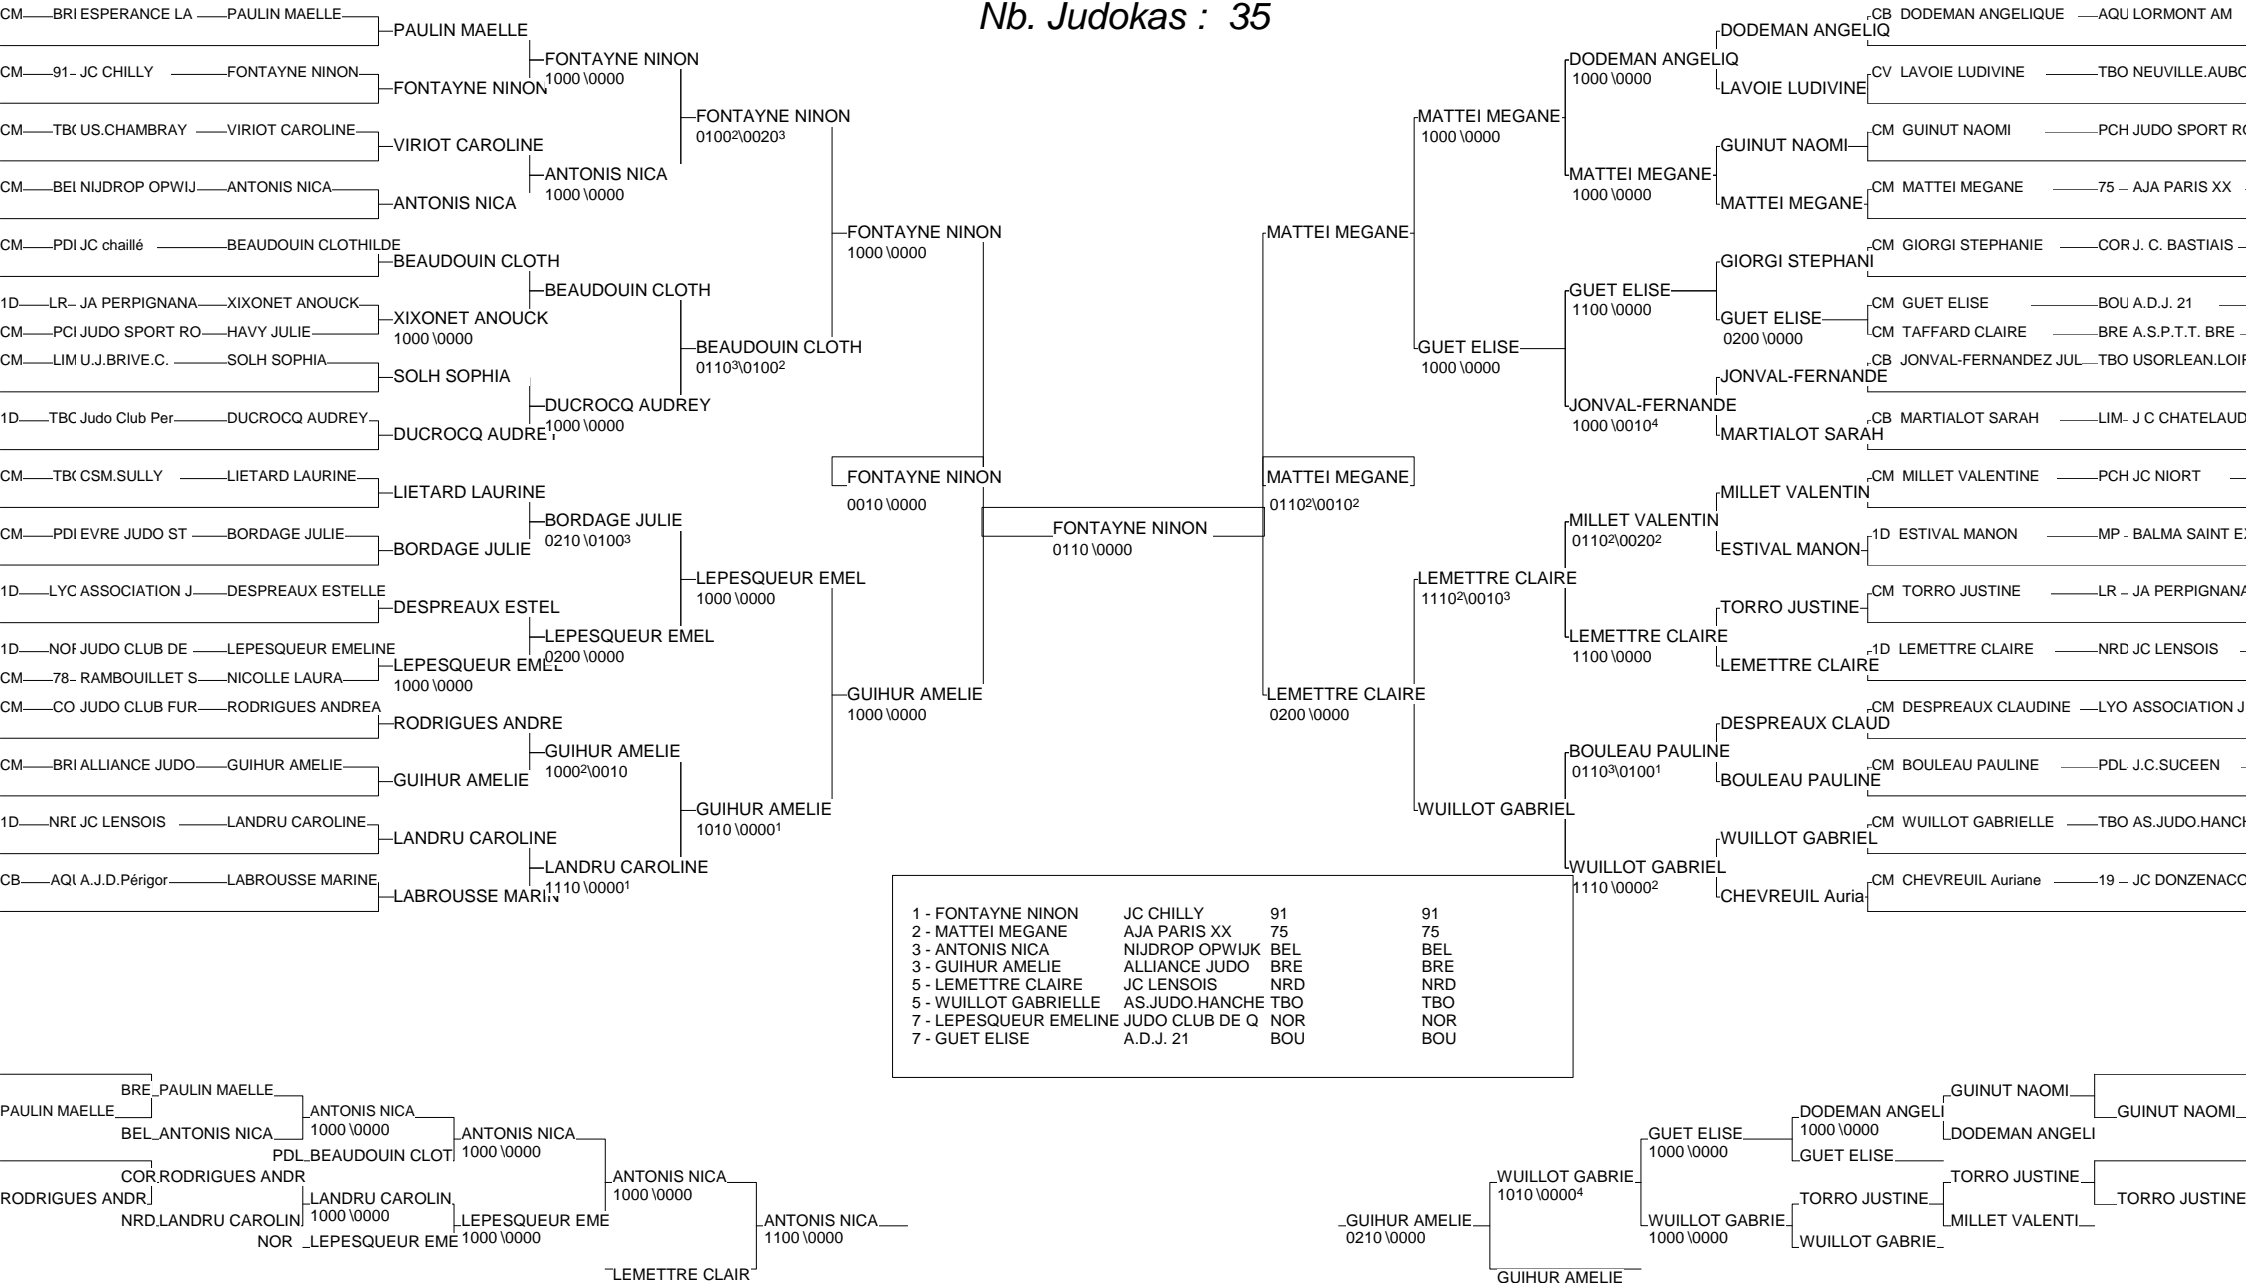 Nb. Judokas : 35
CM BRI ESPERANCE LA PAULIN MAELLE
PAULIN MAELLE
FONTAYNE NINON
1000 \0000
CM 91- JC CHILLY FONTAYNE NINON
FONTAYNE NINON
FONTAYNE NINON
0100²\0020³
CM TBO US.CHAMBRAY VIRIOT CAROLINE
VIRIOT CAROLINE
ANTONIS NICA
1000 \0000
CM BEL NIJDROP OPWIJ ANTONIS NICA
ANTONIS NICA
FONTAYNE NINON
1000 \0000
CM PDL JC chaillé BEAUDOUIN CLOTHILDE
BEAUDOUIN CLOTH
BEAUDOUIN CLOTH
1D LR- JA PERPIGNANA XIXONET ANOUCK
XIXONET ANOUCK
1000 \0000
CM PCH JUDO SPORT RO HAVY JULIE
BEAUDOUIN CLOTH
0110³\0100²
CM LIM U.J.BRIVE.C. SOLH SOPHIA
SOLH SOPHIA
DUCROCQ AUDREY
1000 \0000
1D TBO Judo Club Per DUCROCQ AUDREY
DUCROCQ AUDREY
FONTAYNE NINON
0010 \0000
CM TBO CSM.SULLY LIETARD LAURINE
LIETARD LAURINE
BORDAGE JULIE
0210 \0100³
CM PDL EVRE JUDO ST BORDAGE JULIE
BORDAGE JULIE
LEPESQUEUR EMEL
1000 \0000
1D LYO ASSOCIATION J DESPREAUX ESTELLE
DESPREAUX ESTEL
LEPESQUEUR EMEL
0200 \0000
1D NOR JUDO CLUB DE LEPESQUEUR EMELINE
LEPESQUEUR EMEL
1000 \0000
CM 78- RAMBOUILLET S NICOLLE LAURA
GUIHUR AMELIE
1000 \0000
CM CO JUDO CLUB FUR RODRIGUES ANDREA
RODRIGUES ANDRE
GUIHUR AMELIE
1000²\0010
CM BRI ALLIANCE JUDO GUIHUR AMELIE
GUIHUR AMELIE
GUIHUR AMELIE
1010 \0000¹
1D NRD JC LENSOIS LANDRU CAROLINE
LANDRU CAROLINE
LANDRU CAROLINE
1110 \0000¹
CB AQU A.J.D.Périgor LABROUSSE MARINE
LABROUSSE MARIN
FONTAYNE NINON
0110 \0000
DODEMAN ANGELIQ
CB DODEMAN ANGELIQUE AQU LORMONT AM
DODEMAN ANGELIQ
1000 \0000
LAVOIE LUDIVINE
CV LAVOIE LUDIVINE TBO NEUVILLE.AUBO
MATTEI MEGANE
1000 \0000
GUINUT NAOMI
CM GUINUT NAOMI PCH JUDO SPORT RO
MATTEI MEGANE
1000 \0000
MATTEI MEGANE
CM MATTEI MEGANE 75 - AJA PARIS XX
MATTEI MEGANE
GIORGI STEPHANI
CM GIORGI STEPHANIE COR J. C. BASTIAIS
GUET ELISE
1100 \0000
GUET ELISE
0200 \0000
CM GUET ELISE BOU A.D.J. 21
CM TAFFARD CLAIRE BRE A.S.P.T.T. BRE
GUET ELISE
1000 \0000
JONVAL-FERNANDE
CB JONVAL-FERNANDEZ JUL TBO USORLEAN.LOIR
JONVAL-FERNANDE
1000 \0010⁴
MARTIALOT SARAH
CB MARTIALOT SARAH LIM- J C CHATELAUD
MATTEI MEGANE
0110²\0010²
MILLET VALENTIN
CM MILLET VALENTINE PCH JC NIORT
MILLET VALENTIN
0110²\0020²
ESTIVAL MANON
1D ESTIVAL MANON MP - BALMA SAINT EX
LEMETTRE CLAIRE
1110²\0010³
TORRO JUSTINE
CM TORRO JUSTINE LR - JA PERPIGNANA
LEMETTRE CLAIRE
1100 \0000
LEMETTRE CLAIRE
1D LEMETTRE CLAIRE NRD JC LENSOIS
LEMETTRE CLAIRE
0200 \0000
DESPREAUX CLAUD
CM DESPREAUX CLAUDINE LYO ASSOCIATION J
BOULEAU PAULINE
0110³\0100¹
BOULEAU PAULINE
CM BOULEAU PAULINE PDL J.C.SUCEEN
WUILLOT GABRIEL
WUILLOT GABRIEL
CM WUILLOT GABRIELLE TBO AS.JUDO.HANCH
WUILLOT GABRIEL
1110 \0000²
CHEVREUIL Auria
CM CHEVREUIL Auriane 19 - JC DONZENACO
1 - FONTAYNE NINON JC CHILLY 91 91
2 - MATTEI MEGANE AJA PARIS XX 75 75
3 - ANTONIS NICA NIJDROP OPWIJK BEL BEL
3 - GUIHUR AMELIE ALLIANCE JUDO BRE BRE
5 - LEMETTRE CLAIRE JC LENSOIS NRD NRD
5 - WUILLOT GABRIELLE AS.JUDO.HANCHE TBO TBO
7 - LEPESQUEUR EMELINE JUDO CLUB DE Q NOR NOR
7 - GUET ELISE A.D.J. 21 BOU BOU
BRE PAULIN MAELLE
PAULIN MAELLE
ANTONIS NICA
1000 \0000
BEL ANTONIS NICA
ANTONIS NICA
1000 \0000
PDL BEAUDOUIN CLOT
COR RODRIGUES ANDR
ANTONIS NICA
1000 \0000
RODRIGUES ANDR
LANDRU CAROLIN
1000 \0000
NRD LANDRU CAROLIN
LEPESQUEUR EME
1000 \0000
NOR LEPESQUEUR EME
ANTONIS NICA
1100 \0000
LEMETTRE CLAIR
GUINUT NAOMI
GUINUT NAOMI
DODEMAN ANGELI
1000 \0000
DODEMAN ANGELI
GUET ELISE
1000 \0000
GUET ELISE
WUILLOT GABRIE
1010 \0000⁴
TORRO JUSTINE
TORRO JUSTINE
TORRO JUSTINE
MILLET VALENTI
WUILLOT GABRIE
1000 \0000
WUILLOT GABRIE
GUIHUR AMELIE
0210 \0000
GUIHUR AMELIE